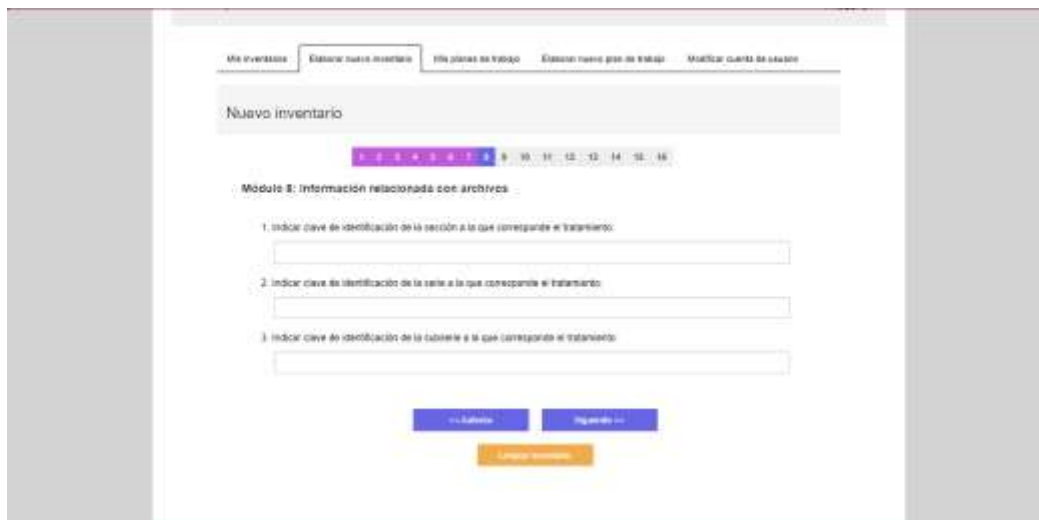 Mis inventarios Elaborar nuevo inventario Mis planes de trabajo Elaborar nuevo plan de trabajo Modificar cuenta de usuario
Nuevo inventario
1 2 3 4 5 6 7 8 9 10 11 12 13 14 15 16
Módulo 8: Información relacionada con archivos
1. Indicar clave de identificación de la sección a la que corresponde el tratamiento:
2. Indicar clave de identificación de la serie a la que corresponde el tratamiento:
3. Indicar clave de identificación de la subserie a la que corresponde el tratamiento:
<< Anterior Siguiente >>
Limpiar inventario